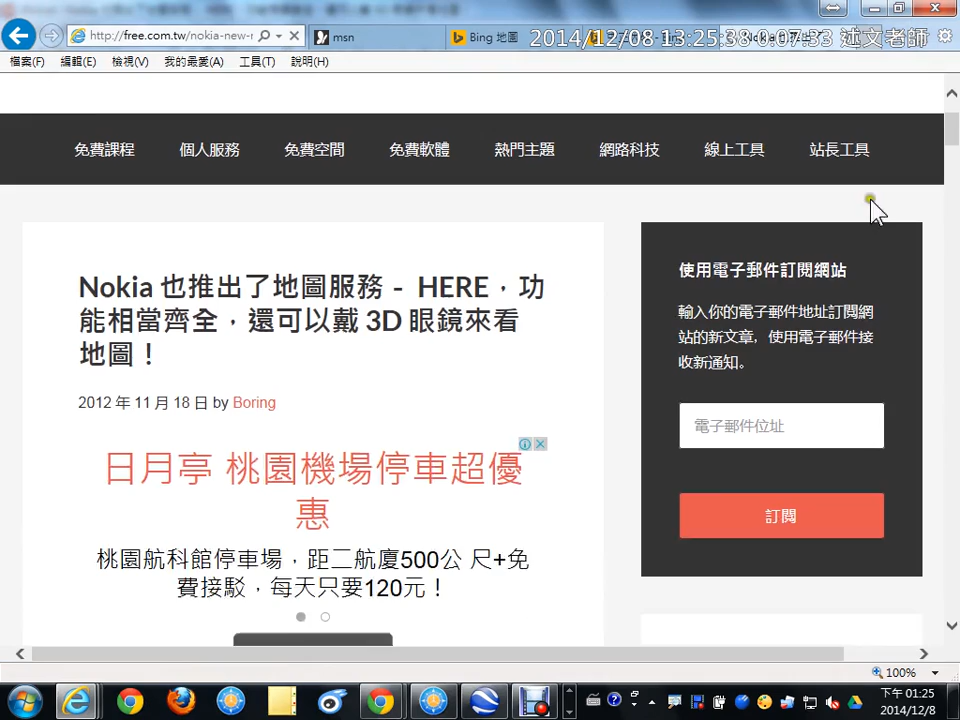 http://free.com.tw/nokia-new-r
msn
Bing 地圖
2014/12/08 13:25:38 0:07:33 述文老師
檔案(F) 編輯(E) 檢視(V) 我的最愛(A) 工具(T) 說明(H)
免費課程 個人服務 免費空間 免費軟體 熱門主題 網路科技 線上工具 站長工具
Nokia 也推出了地圖服務 - HERE，功
能相當齊全，還可以戴 3D 眼鏡來看
地圖！
2012 年 11 月 18 日 by Boring
日月亭 桃園機場停車超優
惠
桃園航科館停車場，距二航廈500公 尺+免
費接駁，每天只要120元！
使用電子郵件訂閱網站
輸入你的電子郵件地址訂閱網
站的新文章，使用電子郵件接
收新通知。
電子郵件位址
訂閱
100%
下午 01:25
2014/12/8